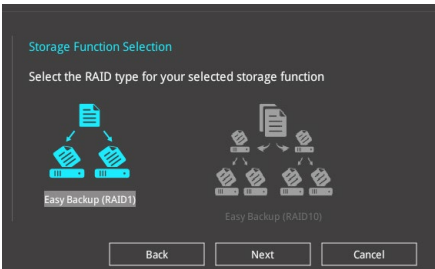 Storage Function Selection
Select the RAID type for your selected storage function
Easy Backup (RAID1)
Easy Backup (RAID10)
Back
Next
Cancel